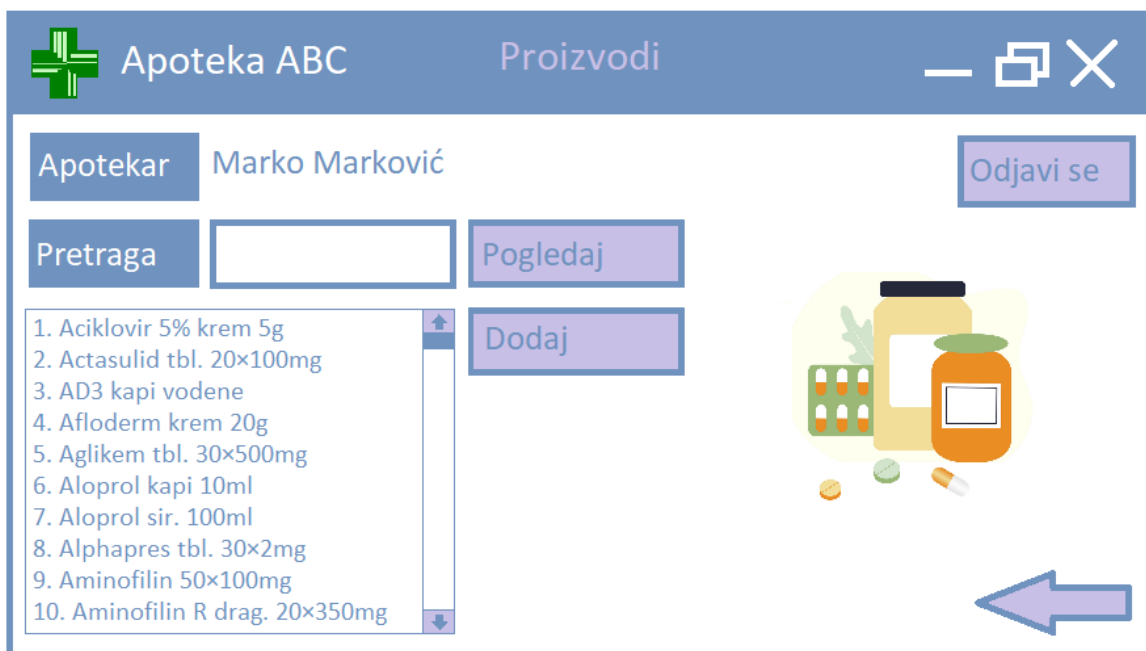 Apoteka ABC
Proizvodi
Apotekar
Marko Marković
Odjavi se
Pretraga
Pogledaj
Dodaj
1. Aciklovir 5% krem 5g
2. Actasulid tbl. 20×100mg
3. AD3 kapi vodene
4. Afloderm krem 20g
5. Aglikem tbl. 30×500mg
6. Aloprol kapi 10ml
7. Aloprol sir. 100ml
8. Alphapres tbl. 30×2mg
9. Aminofilin 50×100mg
10. Aminofilin R drag. 20×350mg